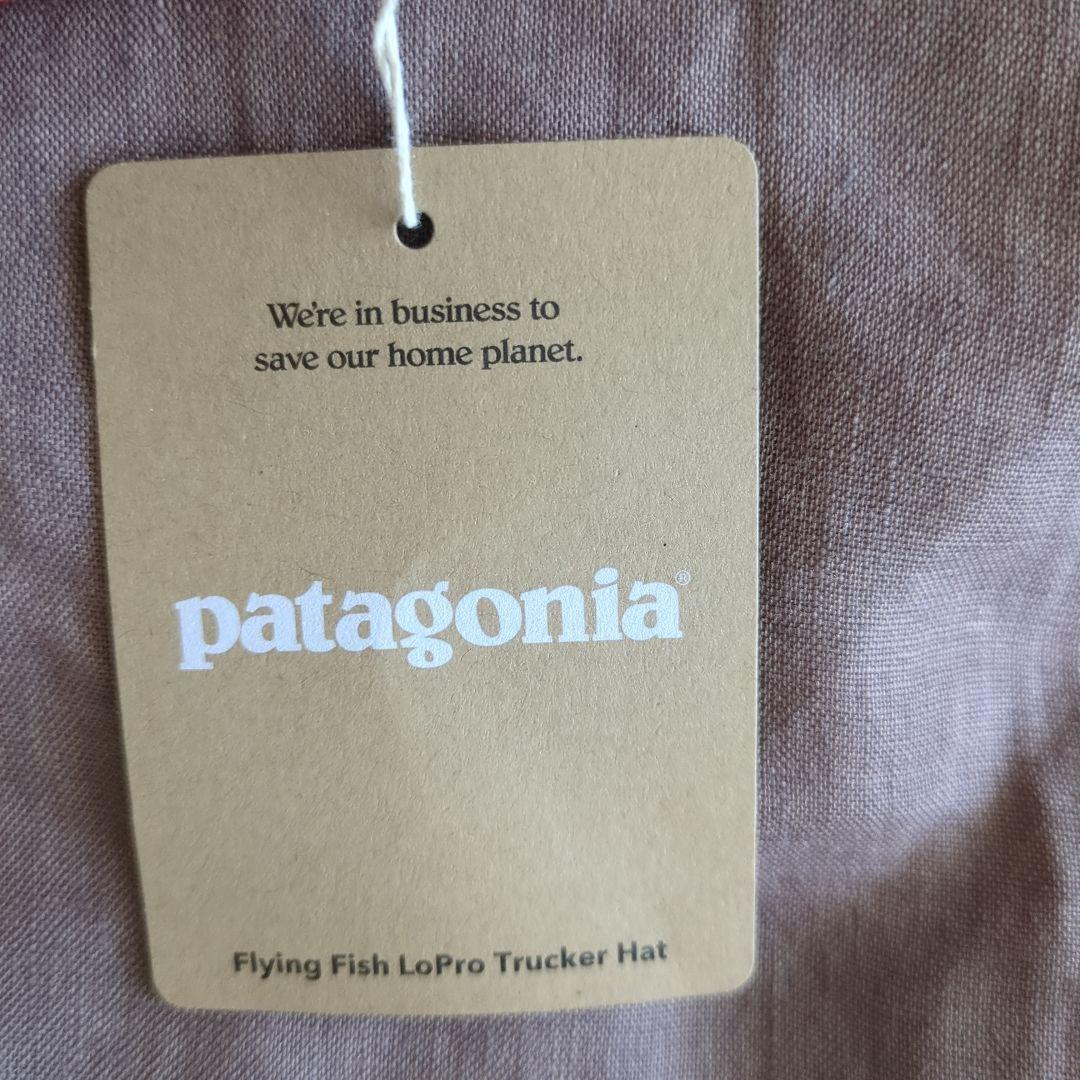 We're in business to
save our home planet.
patagonia®
Flying Fish LoPro Trucker Hat